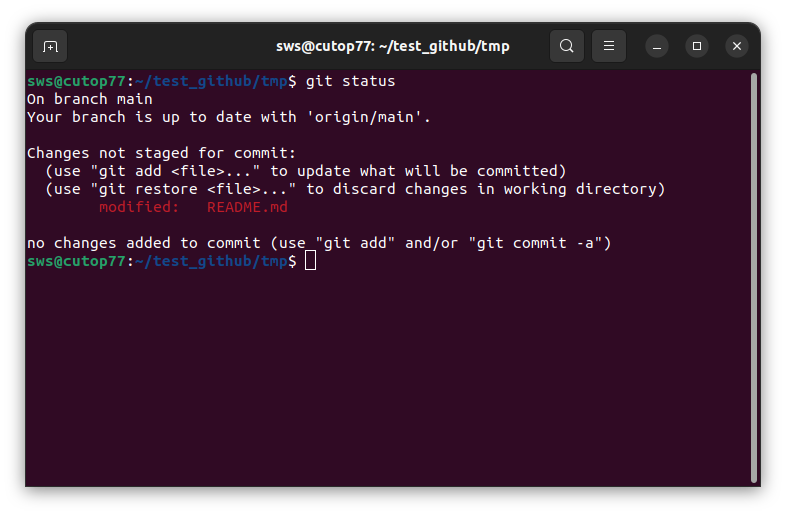 sws@cutop77: ~/test_github/tmp
sws@cutop77:~/test_github/tmp$ git status
On branch main
Your branch is up to date with 'origin/main'.
Changes not staged for commit:
  (use "git add <file>..." to update what will be committed)
  (use "git restore <file>..." to discard changes in working directory)
        modified:   README.md
no changes added to commit (use "git add" and/or "git commit -a")
sws@cutop77:~/test_github/tmp$